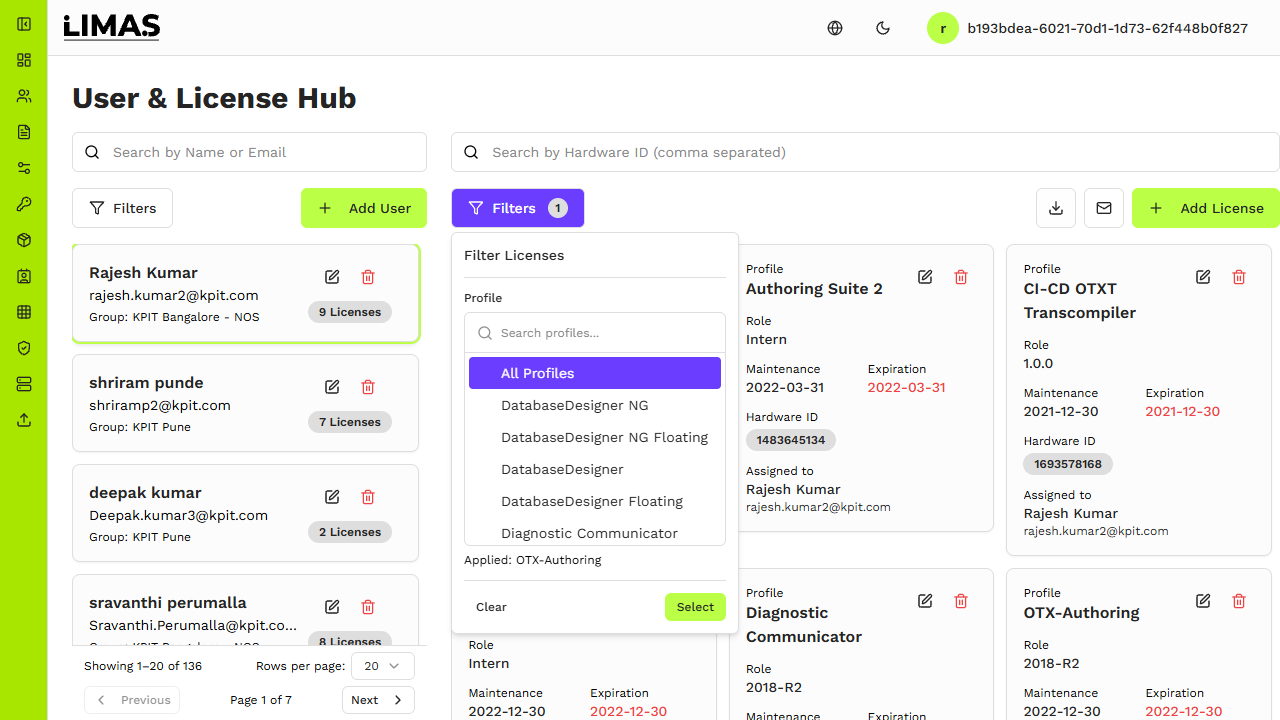 LIMAS
r
b193bdea-6021-70d1-1d73-62f448b0f827
User & License Hub
Search by Name or Email
Search by Hardware ID (comma separated)
Filters
Add User
Filters 1
Add License
Rajesh Kumar
rajesh.kumar2@kpit.com
Group: KPIT Bangalore - NOS
9 Licenses
shriram punde
shriramp2@kpit.com
Group: KPIT Pune
7 Licenses
deepak kumar
Deepak.kumar3@kpit.com
Group: KPIT Pune
2 Licenses
sravanthi perumalla
Sravanthi.Perumalla@kpit.co...
8 Licenses
Showing 1–20 of 136
Rows per page: 20
Previous
Page 1 of 7
Next
Filter Licenses
Profile
Search profiles...
All Profiles
DatabaseDesigner NG
DatabaseDesigner NG Floating
DatabaseDesigner
DatabaseDesigner Floating
Diagnostic Communicator
Applied: OTX-Authoring
Clear
Select
Role
Intern
Maintenance Expiration
2022-12-30 2022-12-30
Profile
Authoring Suite 2
Role
Intern
Maintenance Expiration
2022-03-31 2022-03-31
Hardware ID
1483645134
Assigned to
Rajesh Kumar
rajesh.kumar2@kpit.com
Profile
CI-CD OTXT
Transcompiler
Role
1.0.0
Maintenance Expiration
2021-12-30 2021-12-30
Hardware ID
1693578168
Assigned to
Rajesh Kumar
rajesh.kumar2@kpit.com
Profile
Diagnostic
Communicator
Role
2018-R2
Maintenance Expiration
Profile
OTX-Authoring
Role
2018-R2
Maintenance Expiration
2022-12-30 2022-12-30